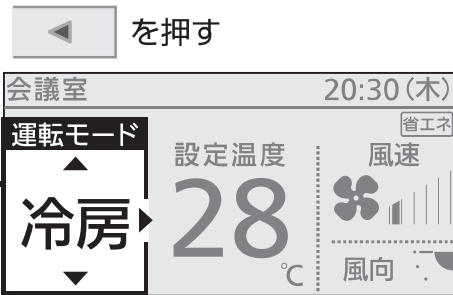 を押す
会議室 20:30(木)
省エネ
運転モード
設定温度
風速
冷房
28
℃
風向